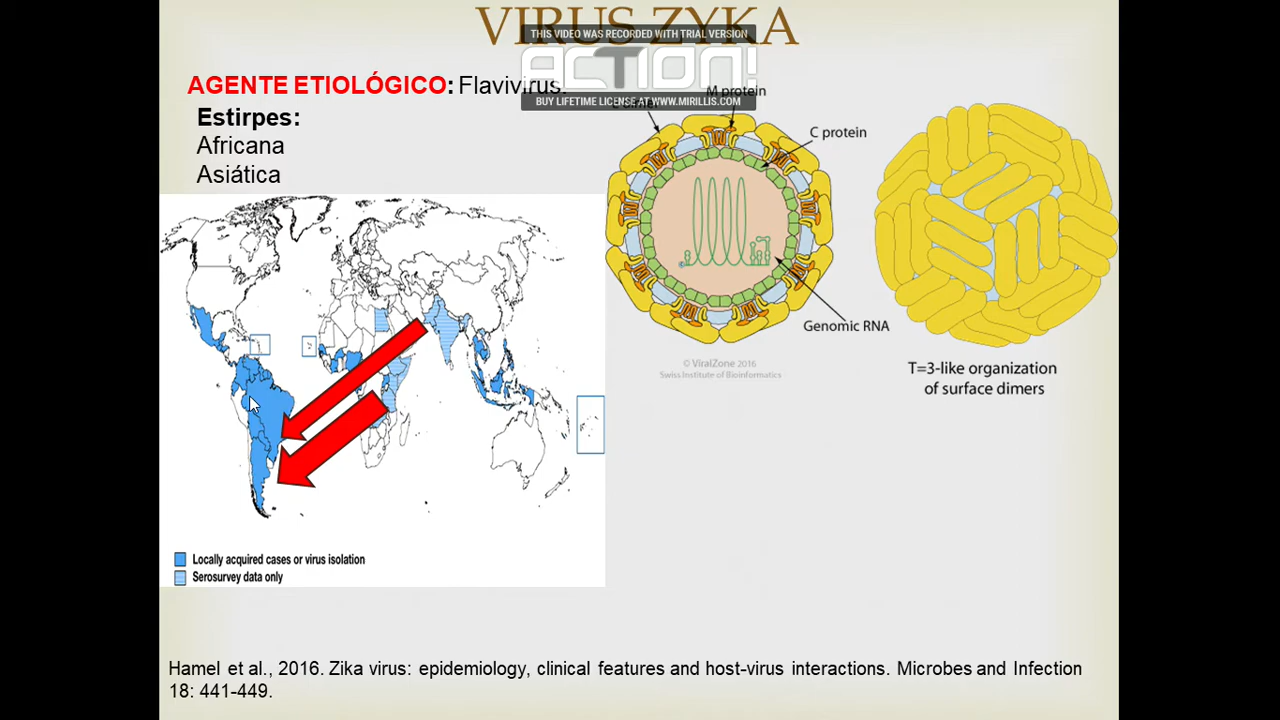 VIRUS ZYKA
THIS VIDEO WAS RECORDED WITH TRIAL VERSION
ACTION!
BUY LIFETIME LICENSE AT WWW.MIRILLIS.COM
AGENTE ETIOLÓGICO: Flavivirus.
Estirpes:
Africana
Asiática
M protein
C protein
Genomic RNA
© ViralZone 2016
Swiss Institute of Bioinformatics
T=3-like organization
of surface dimers
Locally acquired cases or virus isolation
Serosurvey data only
Hamel et al., 2016. Zika virus: epidemiology, clinical features and host-virus interactions. Microbes and Infection
18: 441-449.